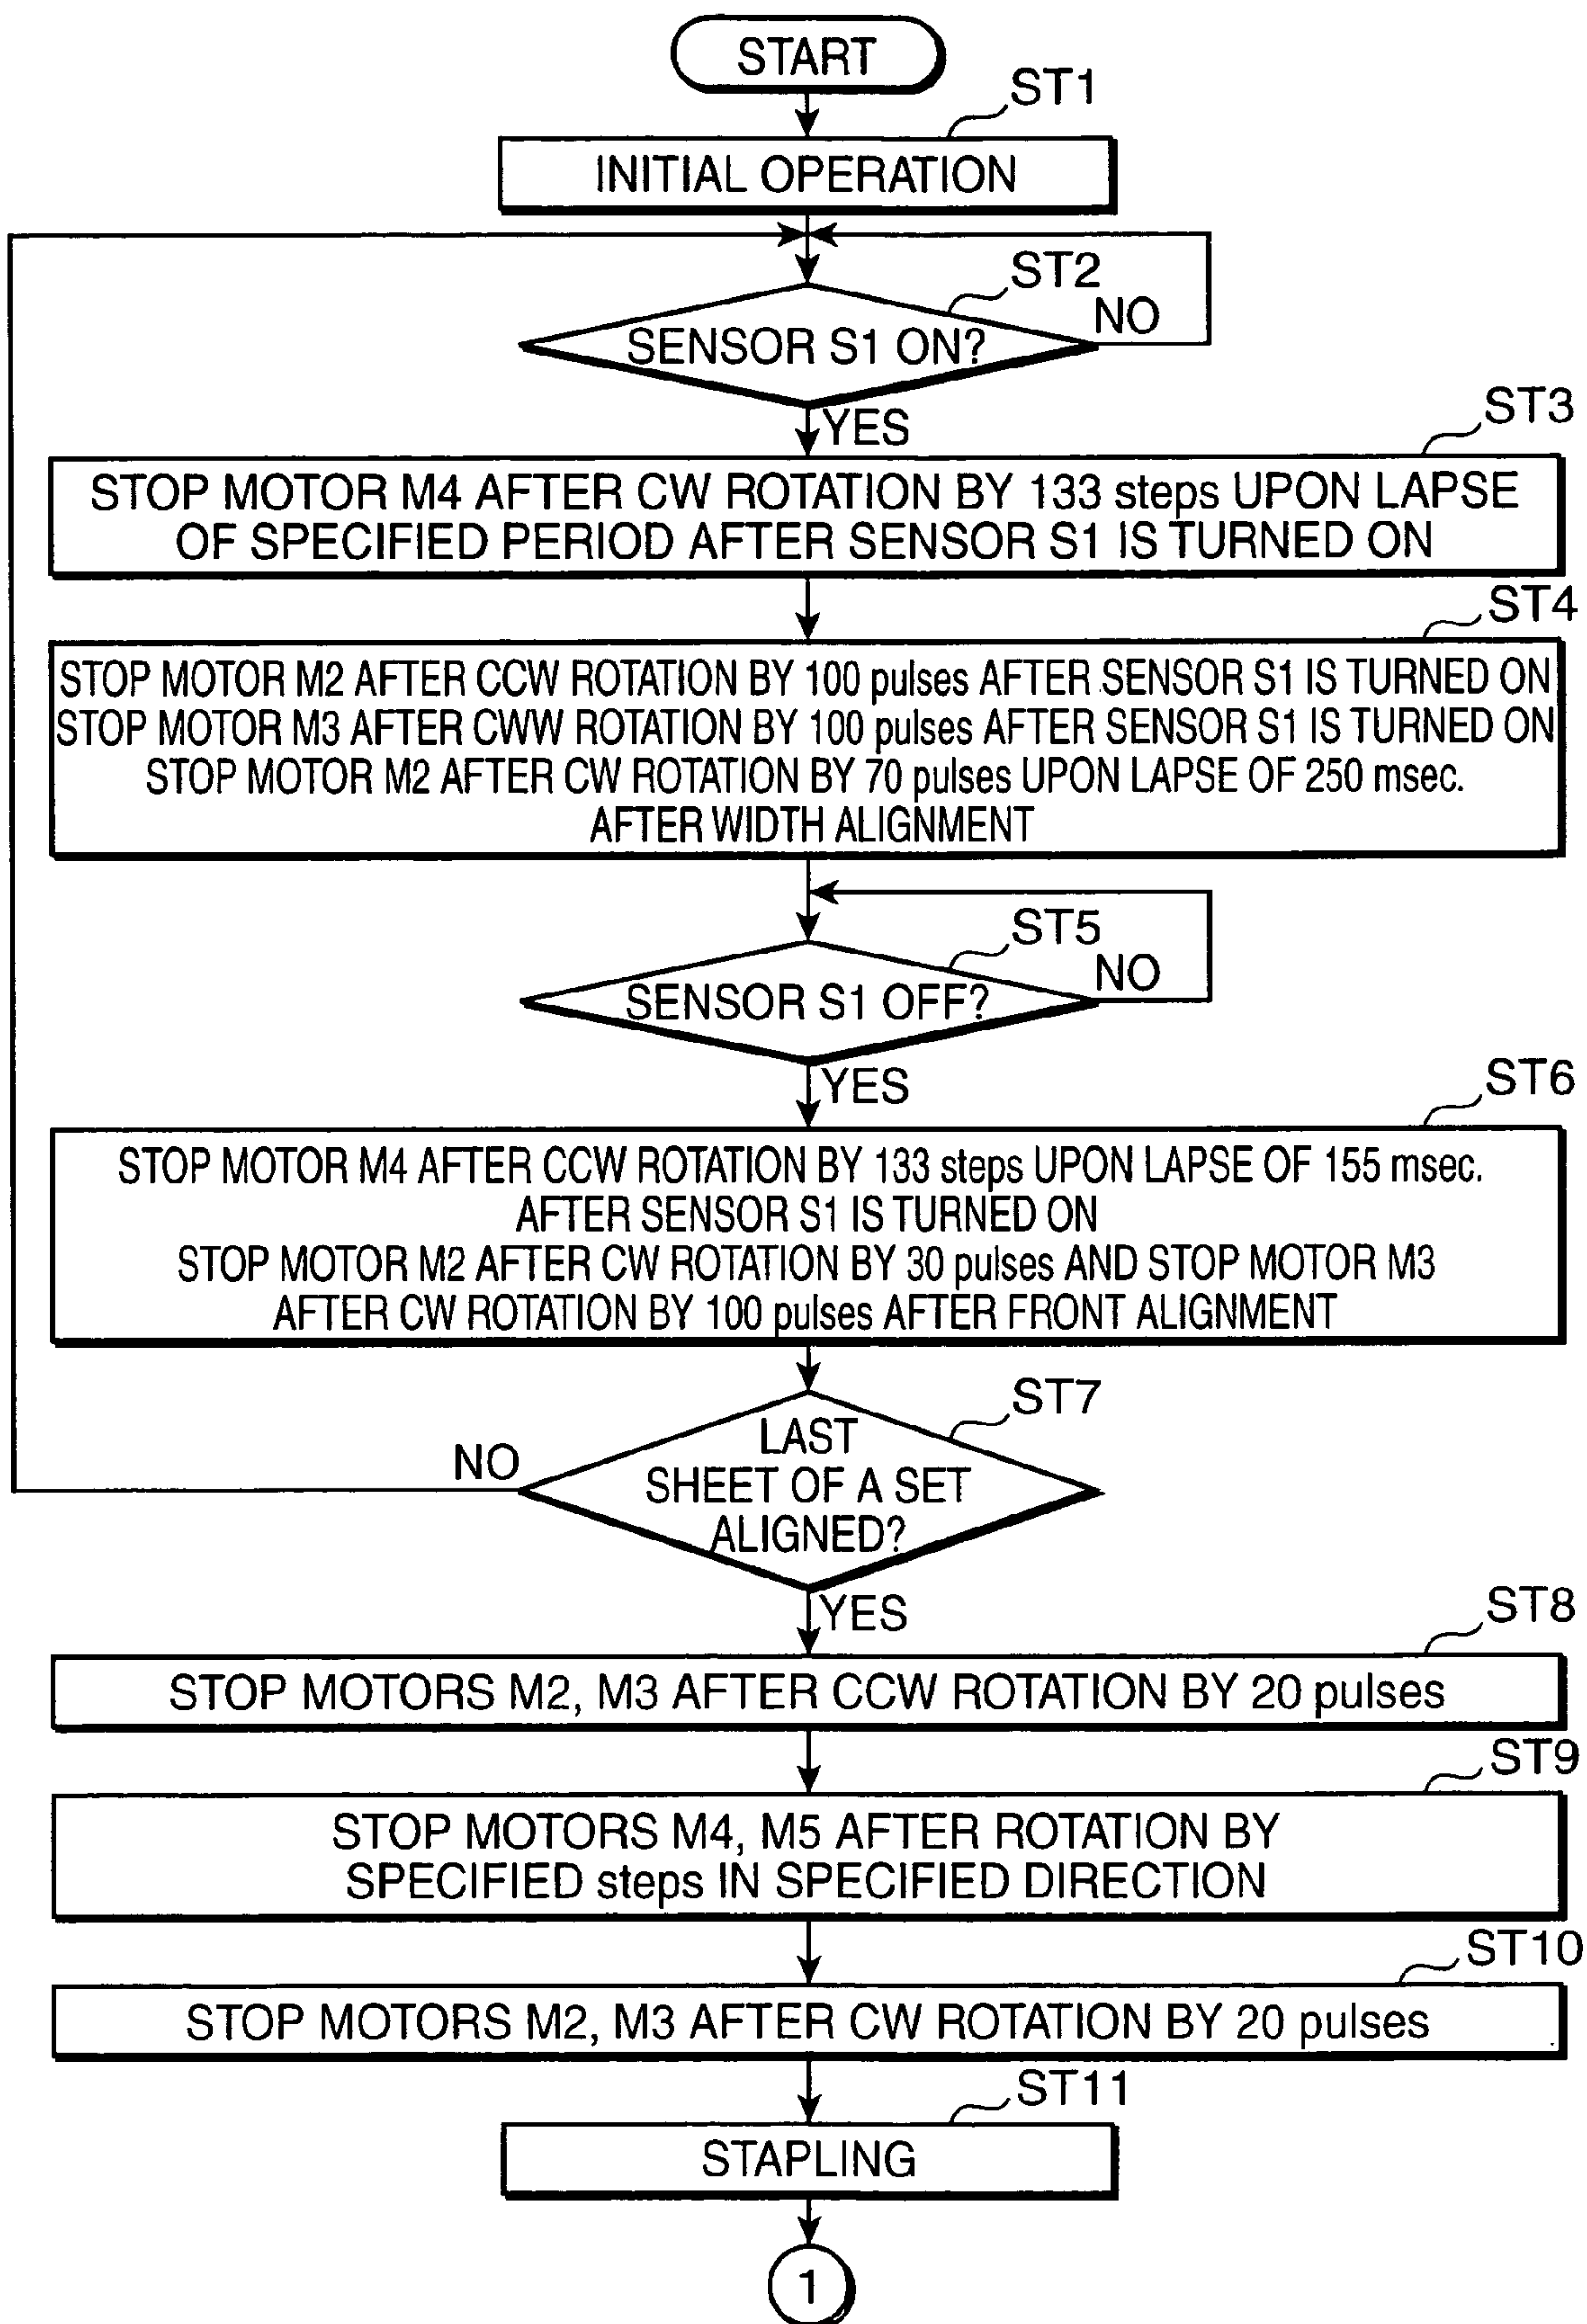 START
ST1
INITIAL OPERATION
ST2
NO
SENSOR S1 ON?
YES
ST3
STOP MOTOR M4 AFTER CW ROTATION BY 133 steps UPON LAPSE
OF SPECIFIED PERIOD AFTER SENSOR S1 IS TURNED ON
ST4
STOP MOTOR M2 AFTER CCW ROTATION BY 100 pulses AFTER SENSOR S1 IS TURNED ON
STOP MOTOR M3 AFTER CWW ROTATION BY 100 pulses AFTER SENSOR S1 IS TURNED ON
STOP MOTOR M2 AFTER CW ROTATION BY 70 pulses UPON LAPSE OF 250 msec.
AFTER WIDTH ALIGNMENT
ST5
NO
SENSOR S1 OFF?
YES
ST6
STOP MOTOR M4 AFTER CCW ROTATION BY 133 steps UPON LAPSE OF 155 msec.
AFTER SENSOR S1 IS TURNED ON
STOP MOTOR M2 AFTER CW ROTATION BY 30 pulses AND STOP MOTOR M3
AFTER CW ROTATION BY 100 pulses AFTER FRONT ALIGNMENT
ST7
NO
LAST
SHEET OF A SET
ALIGNED?
YES
ST8
STOP MOTORS M2, M3 AFTER CCW ROTATION BY 20 pulses
ST9
STOP MOTORS M4, M5 AFTER ROTATION BY
SPECIFIED steps IN SPECIFIED DIRECTION
ST10
STOP MOTORS M2, M3 AFTER CW ROTATION BY 20 pulses
ST11
STAPLING
1